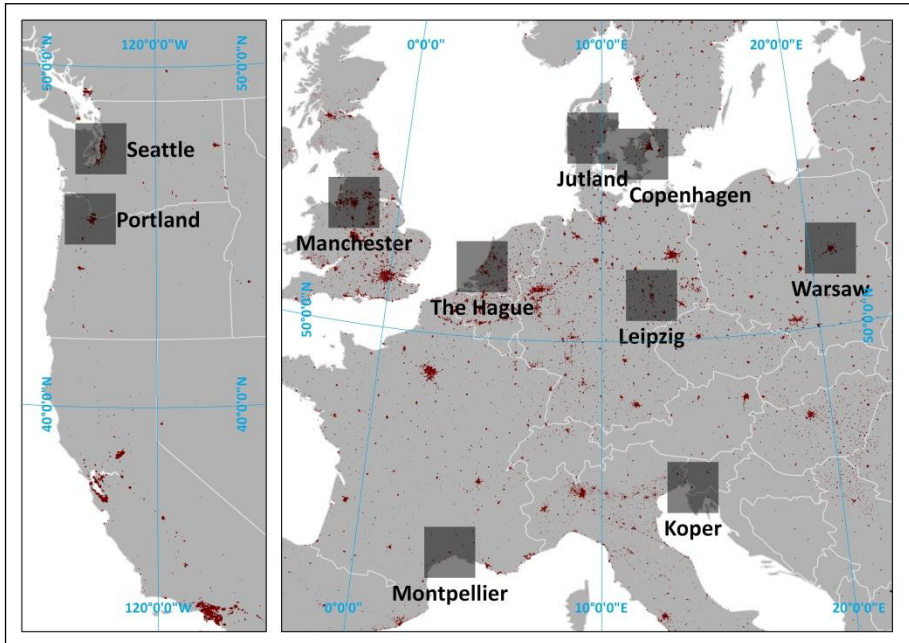 120°0'0"W
50°0'0"N
50°0'0"N
Seattle
Portland
40°0'0"N
40°0'0"N
120°0'0"W
0°0'0"E
10°0'0"E
20°0'0"E
Jutland
Copenhagen
Manchester
The Hague
Warsaw
Leipzig
50°0'0"N
50°0'0"N
Koper
Montpellier
0°0'0"E
10°0'0"E
20°0'0"E